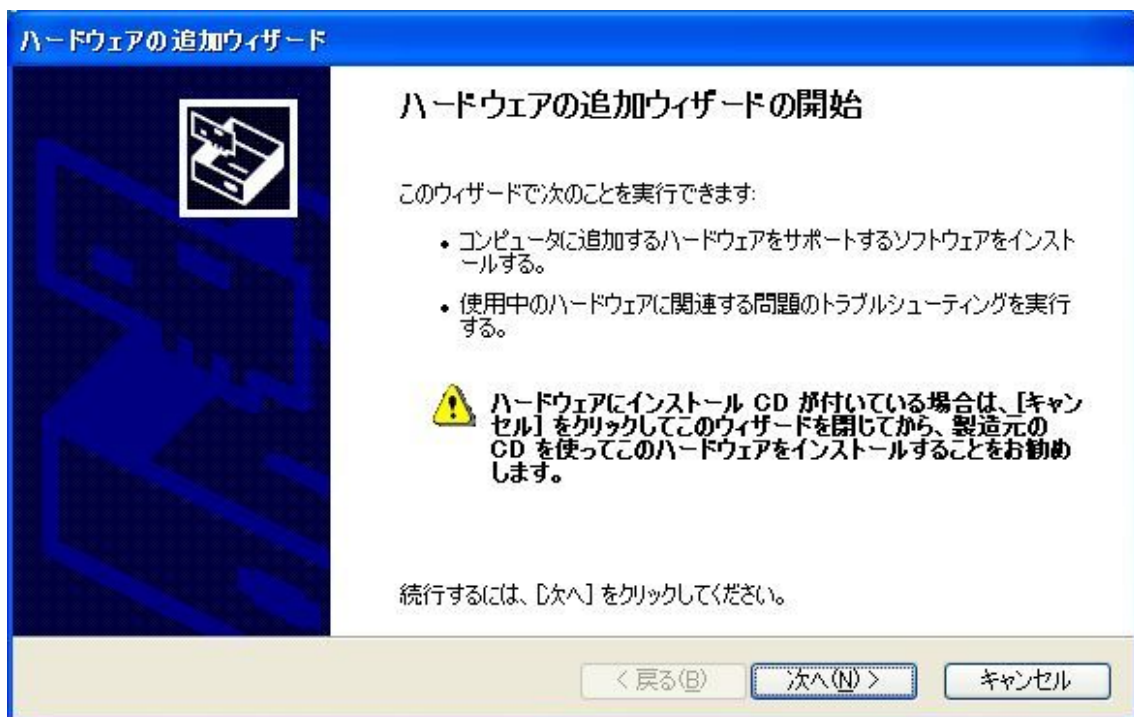 ハードウェアの追加ウィザード
ハードウェアの追加ウィザードの開始
このウィザードで次のことを実行できます:
• コンピュータに追加するハードウェアをサポートするソフトウェアをインスト
ールする。
• 使用中のハードウェアに関連する問題のトラブルシューティングを実行
する。
ハードウェアにインストール CD が付いている場合は、[キャン
セル] をクリックしてこのウィザードを閉じてから、製造元の
CD を使ってこのハードウェアをインストールすることをお勧め
します。
続行するには、[次へ] をクリックしてください。
< 戻る(B) 次へ(N) > キャンセル